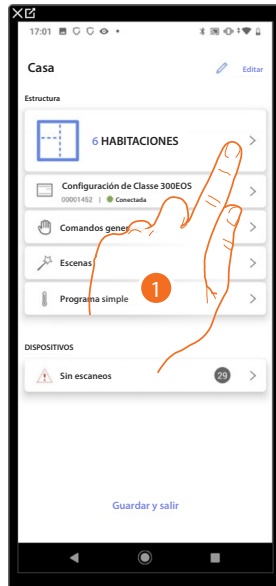 17:01
Casa
Editar
Estructura
6 HABITACIONES
Configuración de Classe 300EOS
00001452 | Conectada
Comandos gener
Escenas
1
Programa simple
DISPOSITIVOS
Sin escaneos
29
Guardar y salir